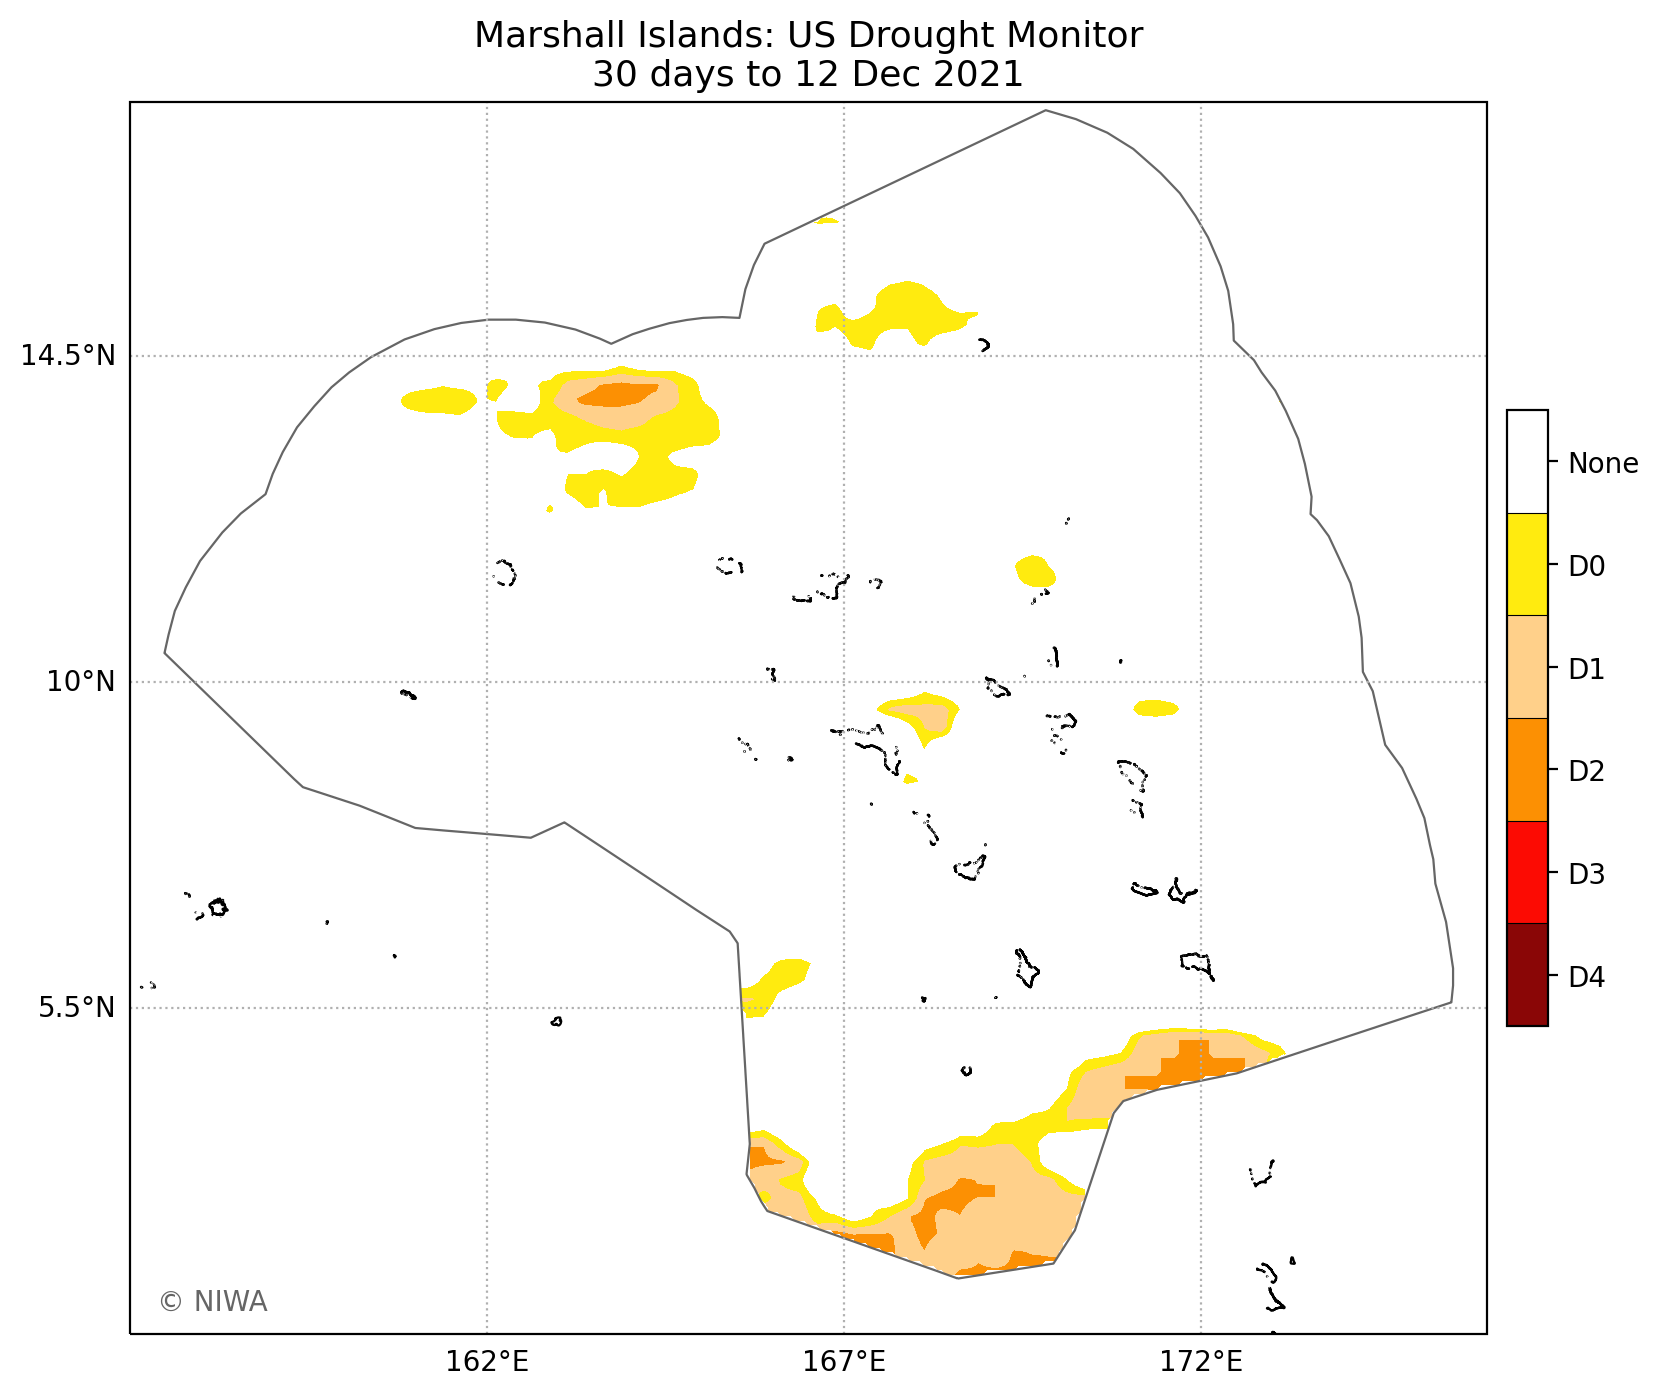 Marshall Islands: US Drought Monitor
30 days to 12 Dec 2021
14.5°N
10°N
5.5°N
162°E
167°E
172°E
None
D0
D1
D2
D3
D4
© NIWA